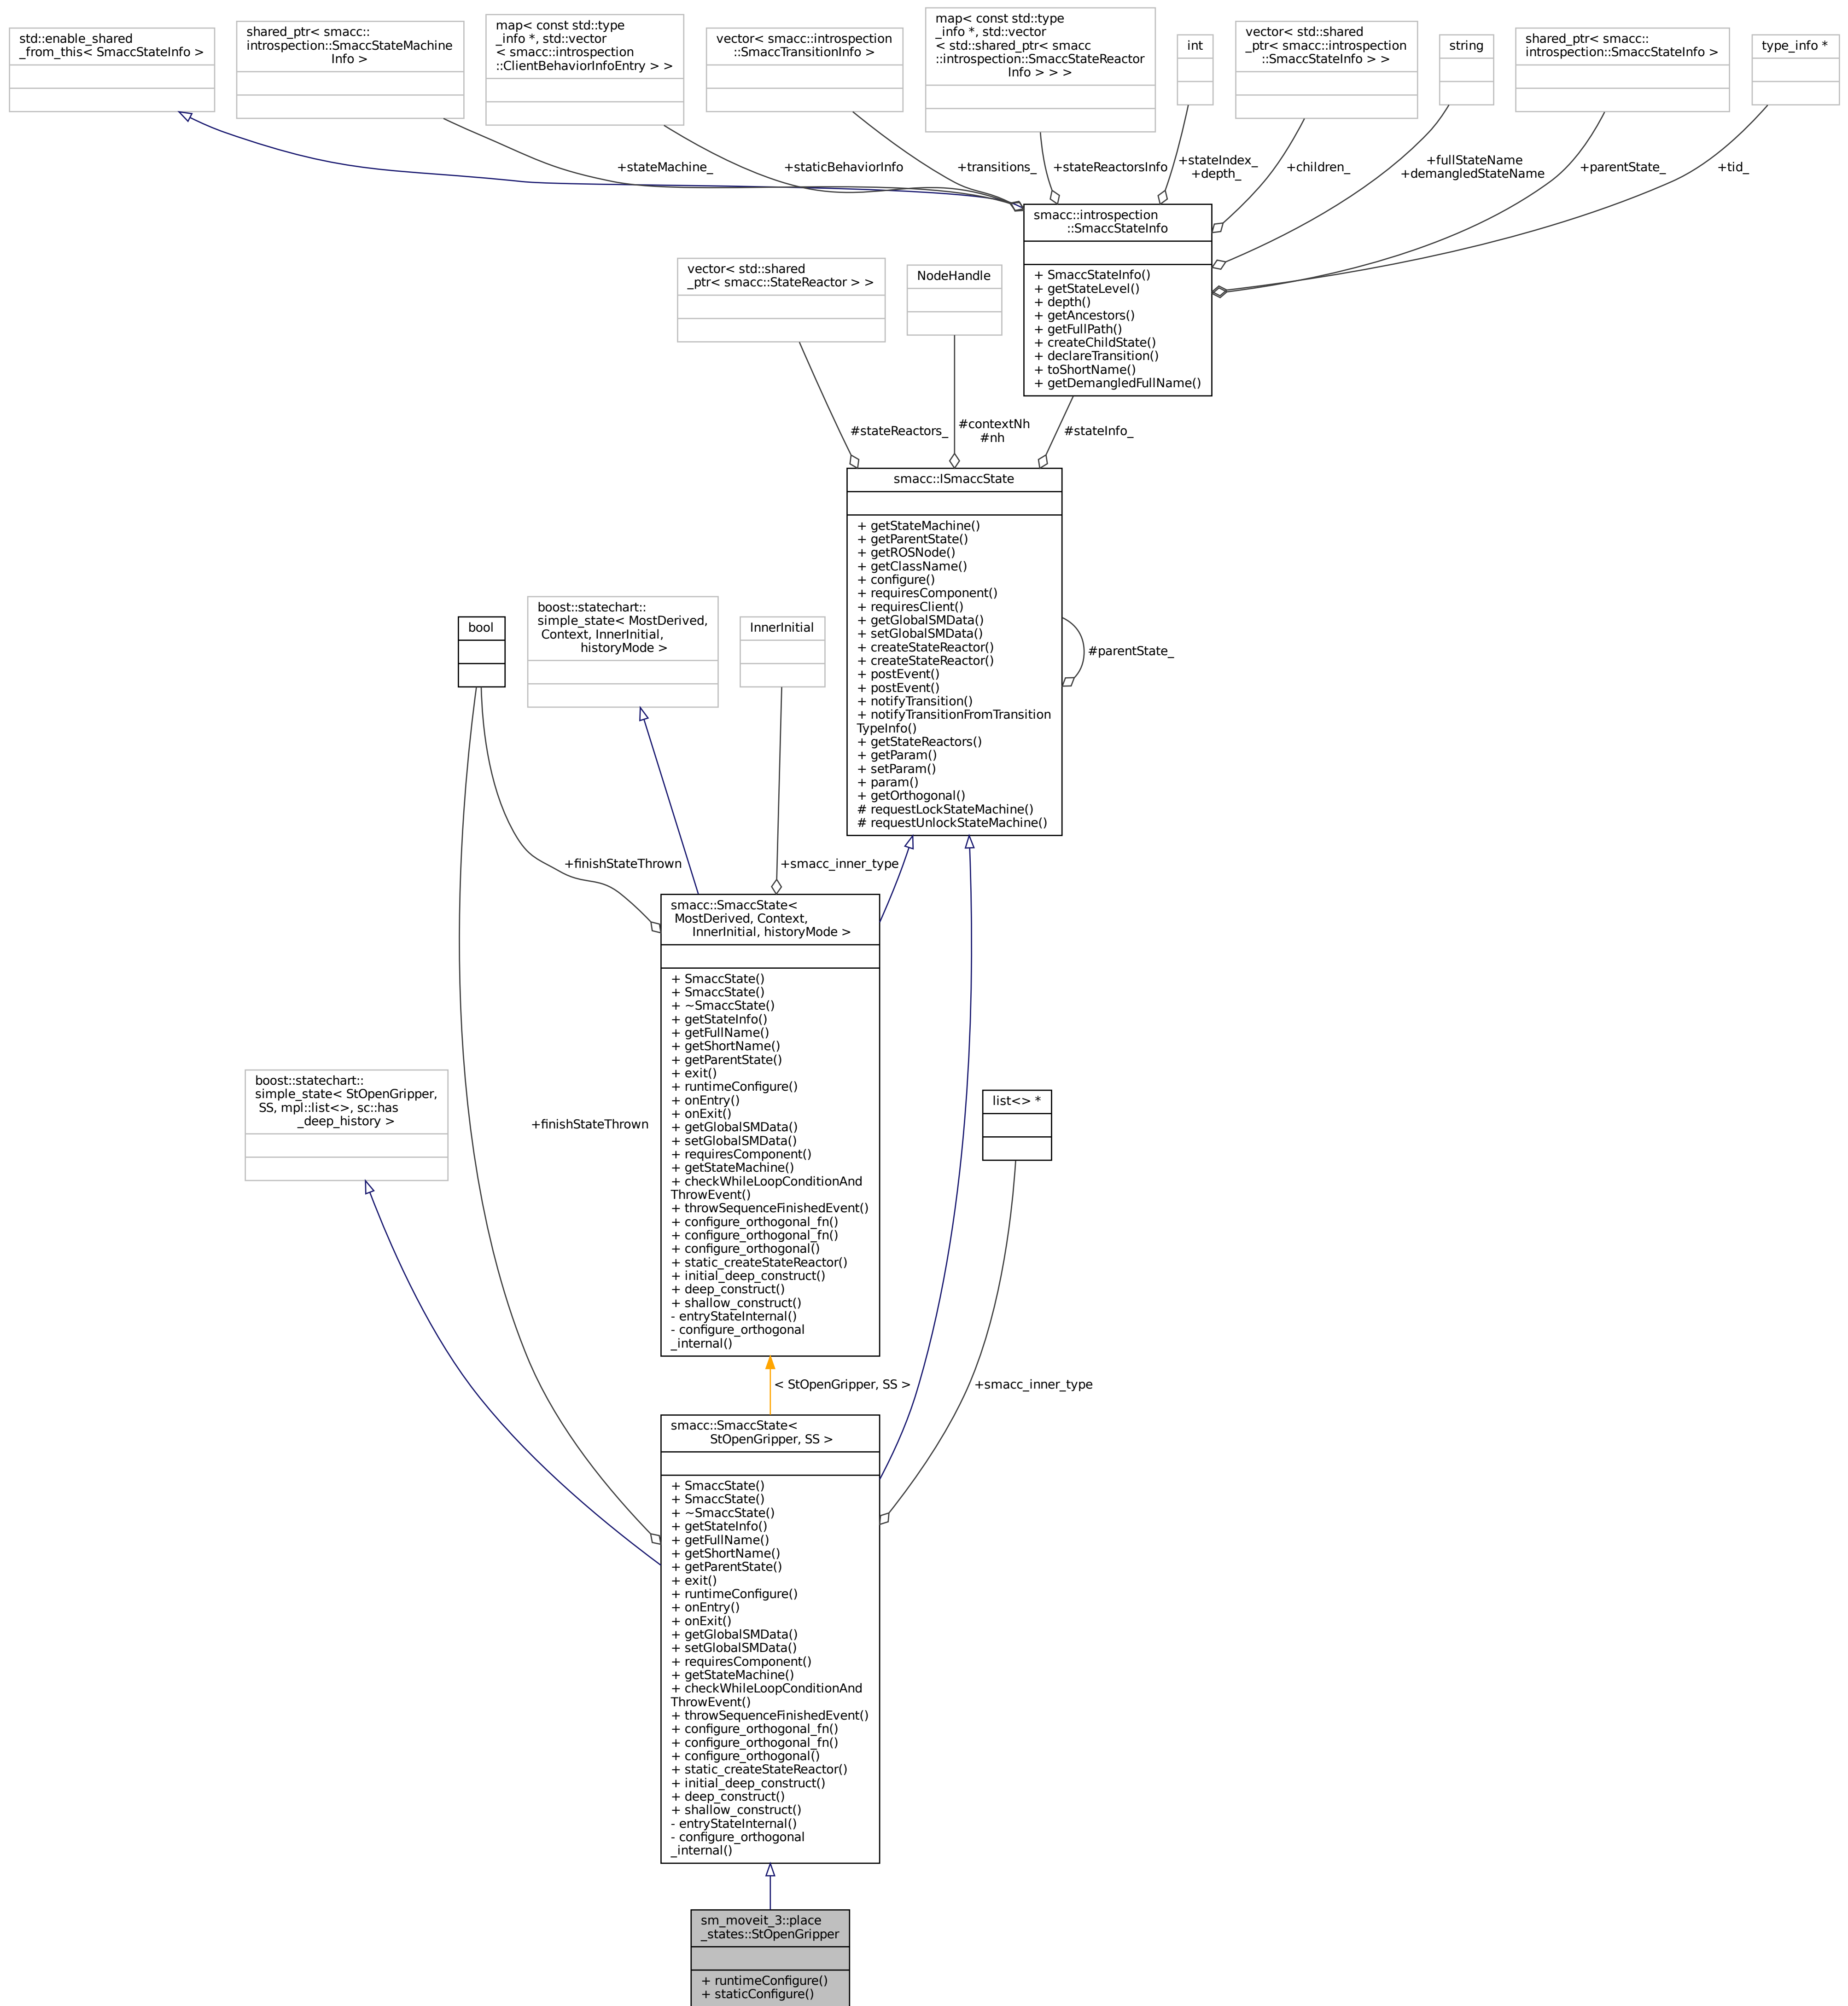 std::enable_shared
_from_this< SmaccStateInfo >
shared_ptr< smacc::
introspection::SmaccStateMachine
Info >
map< const std::type
_info *, std::vector
< smacc::introspection
::ClientBehaviorInfoEntry > >
vector< smacc::introspection
::SmaccTransitionInfo >
map< const std::type
_info *, std::vector
< std::shared_ptr< smacc
::introspection::SmaccStateReactor
Info > > >
int
vector< std::shared
_ptr< smacc::introspection
::SmaccStateInfo > >
string
shared_ptr< smacc::
introspection::SmaccStateInfo >
type_info *
+stateMachine_
+staticBehaviorInfo
+transitions_
+stateReactorsInfo
+stateIndex_
+depth_
+children_
+fullStateName
+demangledStateName
+parentState_
+tid_
smacc::introspection
::SmaccStateInfo
+ SmaccStateInfo()
+ getStateLevel()
+ depth()
+ getAncestors()
+ getFullPath()
+ createChildState()
+ declareTransition()
+ toShortName()
+ getDemangledFullName()
vector< std::shared
_ptr< smacc::StateReactor > >
NodeHandle
#stateReactors_
#contextNh
#nh
#stateInfo_
smacc::ISmaccState
+ getStateMachine()
+ getParentState()
+ getROSNode()
+ getClassName()
+ configure()
+ requiresComponent()
+ requiresClient()
+ getGlobalSMData()
+ setGlobalSMData()
+ createStateReactor()
+ createStateReactor()
+ postEvent()
+ postEvent()
+ notifyTransition()
+ notifyTransitionFromTransition
TypeInfo()
+ getStateReactors()
+ getParam()
+ setParam()
+ param()
+ getOrthogonal()
# requestLockStateMachine()
# requestUnlockStateMachine()
#parentState_
bool
boost::statechart::
simple_state< MostDerived,
Context, InnerInitial,
historyMode >
InnerInitial
+finishStateThrown
+smacc_inner_type
smacc::SmaccState<
MostDerived, Context,
InnerInitial, historyMode >
+ SmaccState()
+ SmaccState()
+ ~SmaccState()
+ getStateInfo()
+ getFullName()
+ getShortName()
+ getParentState()
+ exit()
+ runtimeConfigure()
+ onEntry()
+ onExit()
+ getGlobalSMData()
+ setGlobalSMData()
+ requiresComponent()
+ getStateMachine()
+ checkWhileLoopConditionAnd
ThrowEvent()
+ throwSequenceFinishedEvent()
+ configure_orthogonal_fn()
+ configure_orthogonal_fn()
+ configure_orthogonal()
+ static_createStateReactor()
+ initial_deep_construct()
+ deep_construct()
+ shallow_construct()
- entryStateInternal()
- configure_orthogonal
_internal()
boost::statechart::
simple_state< StOpenGripper,
SS, mpl::list<>, sc::has
_deep_history >
+finishStateThrown
list<> *
< StOpenGripper, SS >
+smacc_inner_type
smacc::SmaccState<
StOpenGripper, SS >
+ SmaccState()
+ SmaccState()
+ ~SmaccState()
+ getStateInfo()
+ getFullName()
+ getShortName()
+ getParentState()
+ exit()
+ runtimeConfigure()
+ onEntry()
+ onExit()
+ getGlobalSMData()
+ setGlobalSMData()
+ requiresComponent()
+ getStateMachine()
+ checkWhileLoopConditionAnd
ThrowEvent()
+ throwSequenceFinishedEvent()
+ configure_orthogonal_fn()
+ configure_orthogonal_fn()
+ configure_orthogonal()
+ static_createStateReactor()
+ initial_deep_construct()
+ deep_construct()
+ shallow_construct()
- entryStateInternal()
- configure_orthogonal
_internal()
sm_moveit_3::place
_states::StOpenGripper
+ runtimeConfigure()
+ staticConfigure()